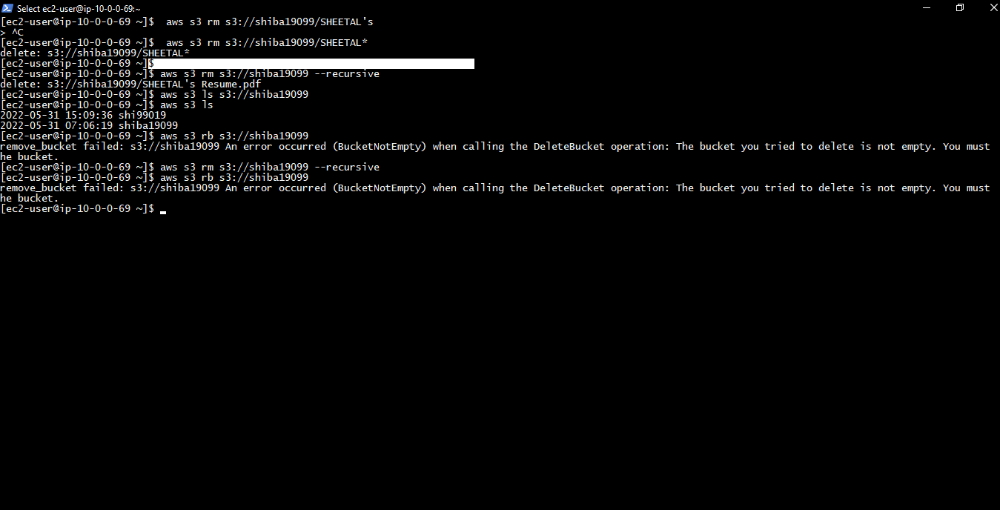 Select ec2-user@ip-10-0-0-69:~
[ec2-user@ip-10-0-0-69 ~]$  aws s3 rm s3://shiba19099/SHEETAL's
> ^C
[ec2-user@ip-10-0-0-69 ~]$  aws s3 rm s3://shiba19099/SHEETAL*
delete: s3://shiba19099/SHEETAL*
[ec2-user@ip-10-0-0-69 ~]$
[ec2-user@ip-10-0-0-69 ~]$ aws s3 rm s3://shiba19099 --recursive
delete: s3://shiba19099/SHEETAL's Resume.pdf
[ec2-user@ip-10-0-0-69 ~]$ aws s3 ls s3://shiba19099
[ec2-user@ip-10-0-0-69 ~]$ aws s3 ls
2022-05-31 15:09:36 shi99019
2022-05-31 07:06:19 shiba19099
[ec2-user@ip-10-0-0-69 ~]$ aws s3 rb s3://shiba19099
remove_bucket failed: s3://shiba19099 An error occurred (BucketNotEmpty) when calling the DeleteBucket operation: The bucket you tried to delete is not empty. You must
he bucket.
[ec2-user@ip-10-0-0-69 ~]$ aws s3 rm s3://shiba19099 --recursive
[ec2-user@ip-10-0-0-69 ~]$ aws s3 rb s3://shiba19099
remove_bucket failed: s3://shiba19099 An error occurred (BucketNotEmpty) when calling the DeleteBucket operation: The bucket you tried to delete is not empty. You must
he bucket.
[ec2-user@ip-10-0-0-69 ~]$